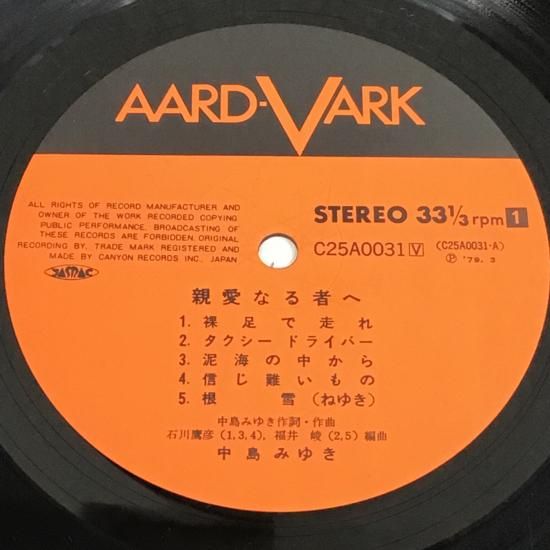 AARD-VARK
ALL RIGHTS OF RECORD MANUFACTURER AND
OWNER OF THE WORK RECORDED COPYING
PUBLIC PERFORMANCE, BROADCASTING OF
THESE RECORDS ARE FORBIDDEN. ORIGINAL
RECORDING BY, TRADE MARK REGISTERED AND
MADE BY CANYON RECORDS INC., JAPAN
JASRAC
STEREO 33⅓ rpm 1
C25A0031 V (C25A0031-A)
Ⓟ '79. 3
親愛なる者へ
1. 裸足で走れ
2. タクシー ドライバー
3. 泥海の中から
4. 信じ難いもの
5. 根 雪(ねゆき)
中島みゆき作詞・作曲
石川鷹彦(1,3,4), 福井 峻(2,5)編曲
中島みゆき